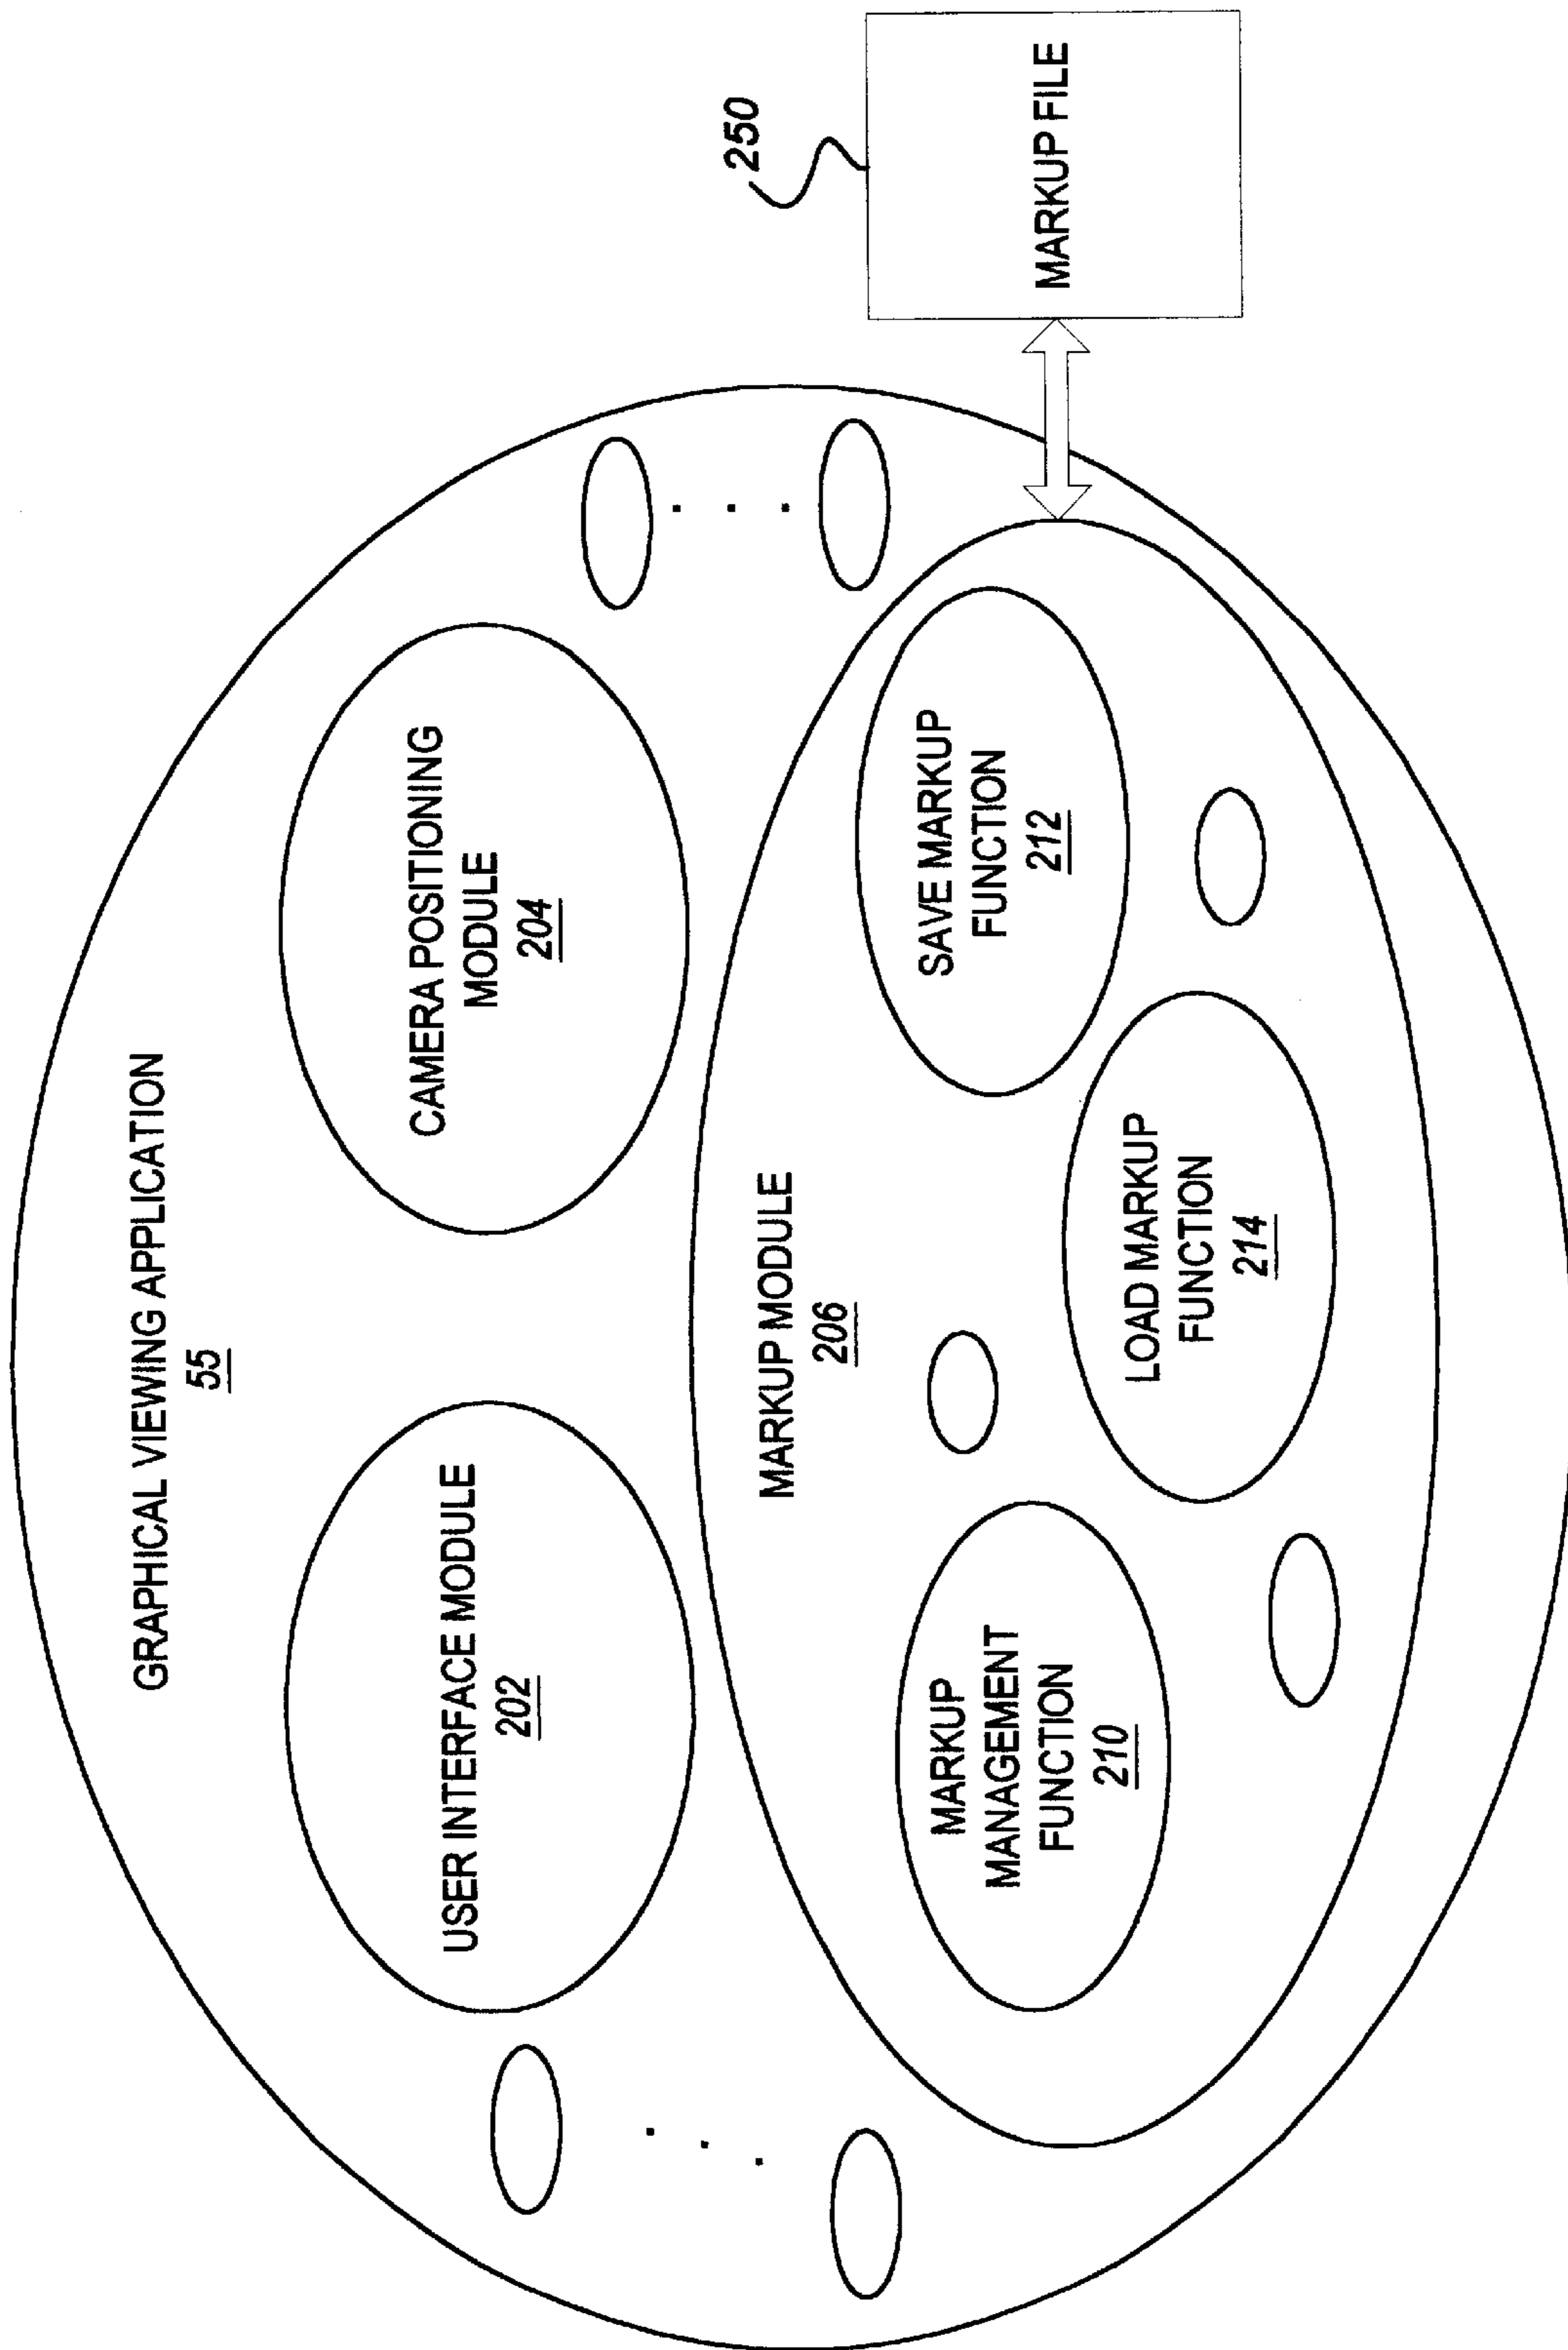 GRAPHICAL VIEWING APPLICATION
55
USER INTERFACE MODULE
202
CAMERA POSITIONING
MODULE
204
MARKUP MODULE
206
MARKUP
MANAGEMENT
FUNCTION
210
LOAD MARKUP
FUNCTION
214
SAVE MARKUP
FUNCTION
212
250
MARKUP FILE